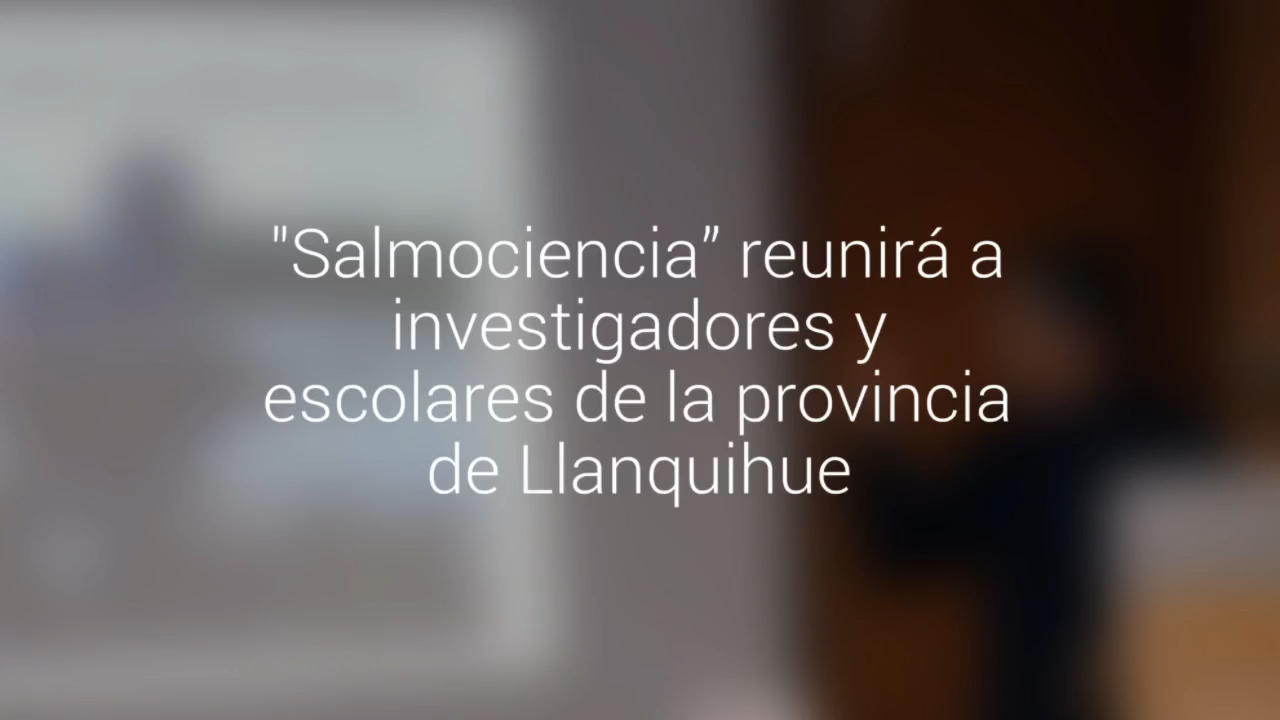 "Salmociencia” reunirá a
investigadores y
escolares de la provincia
de Llanquihue